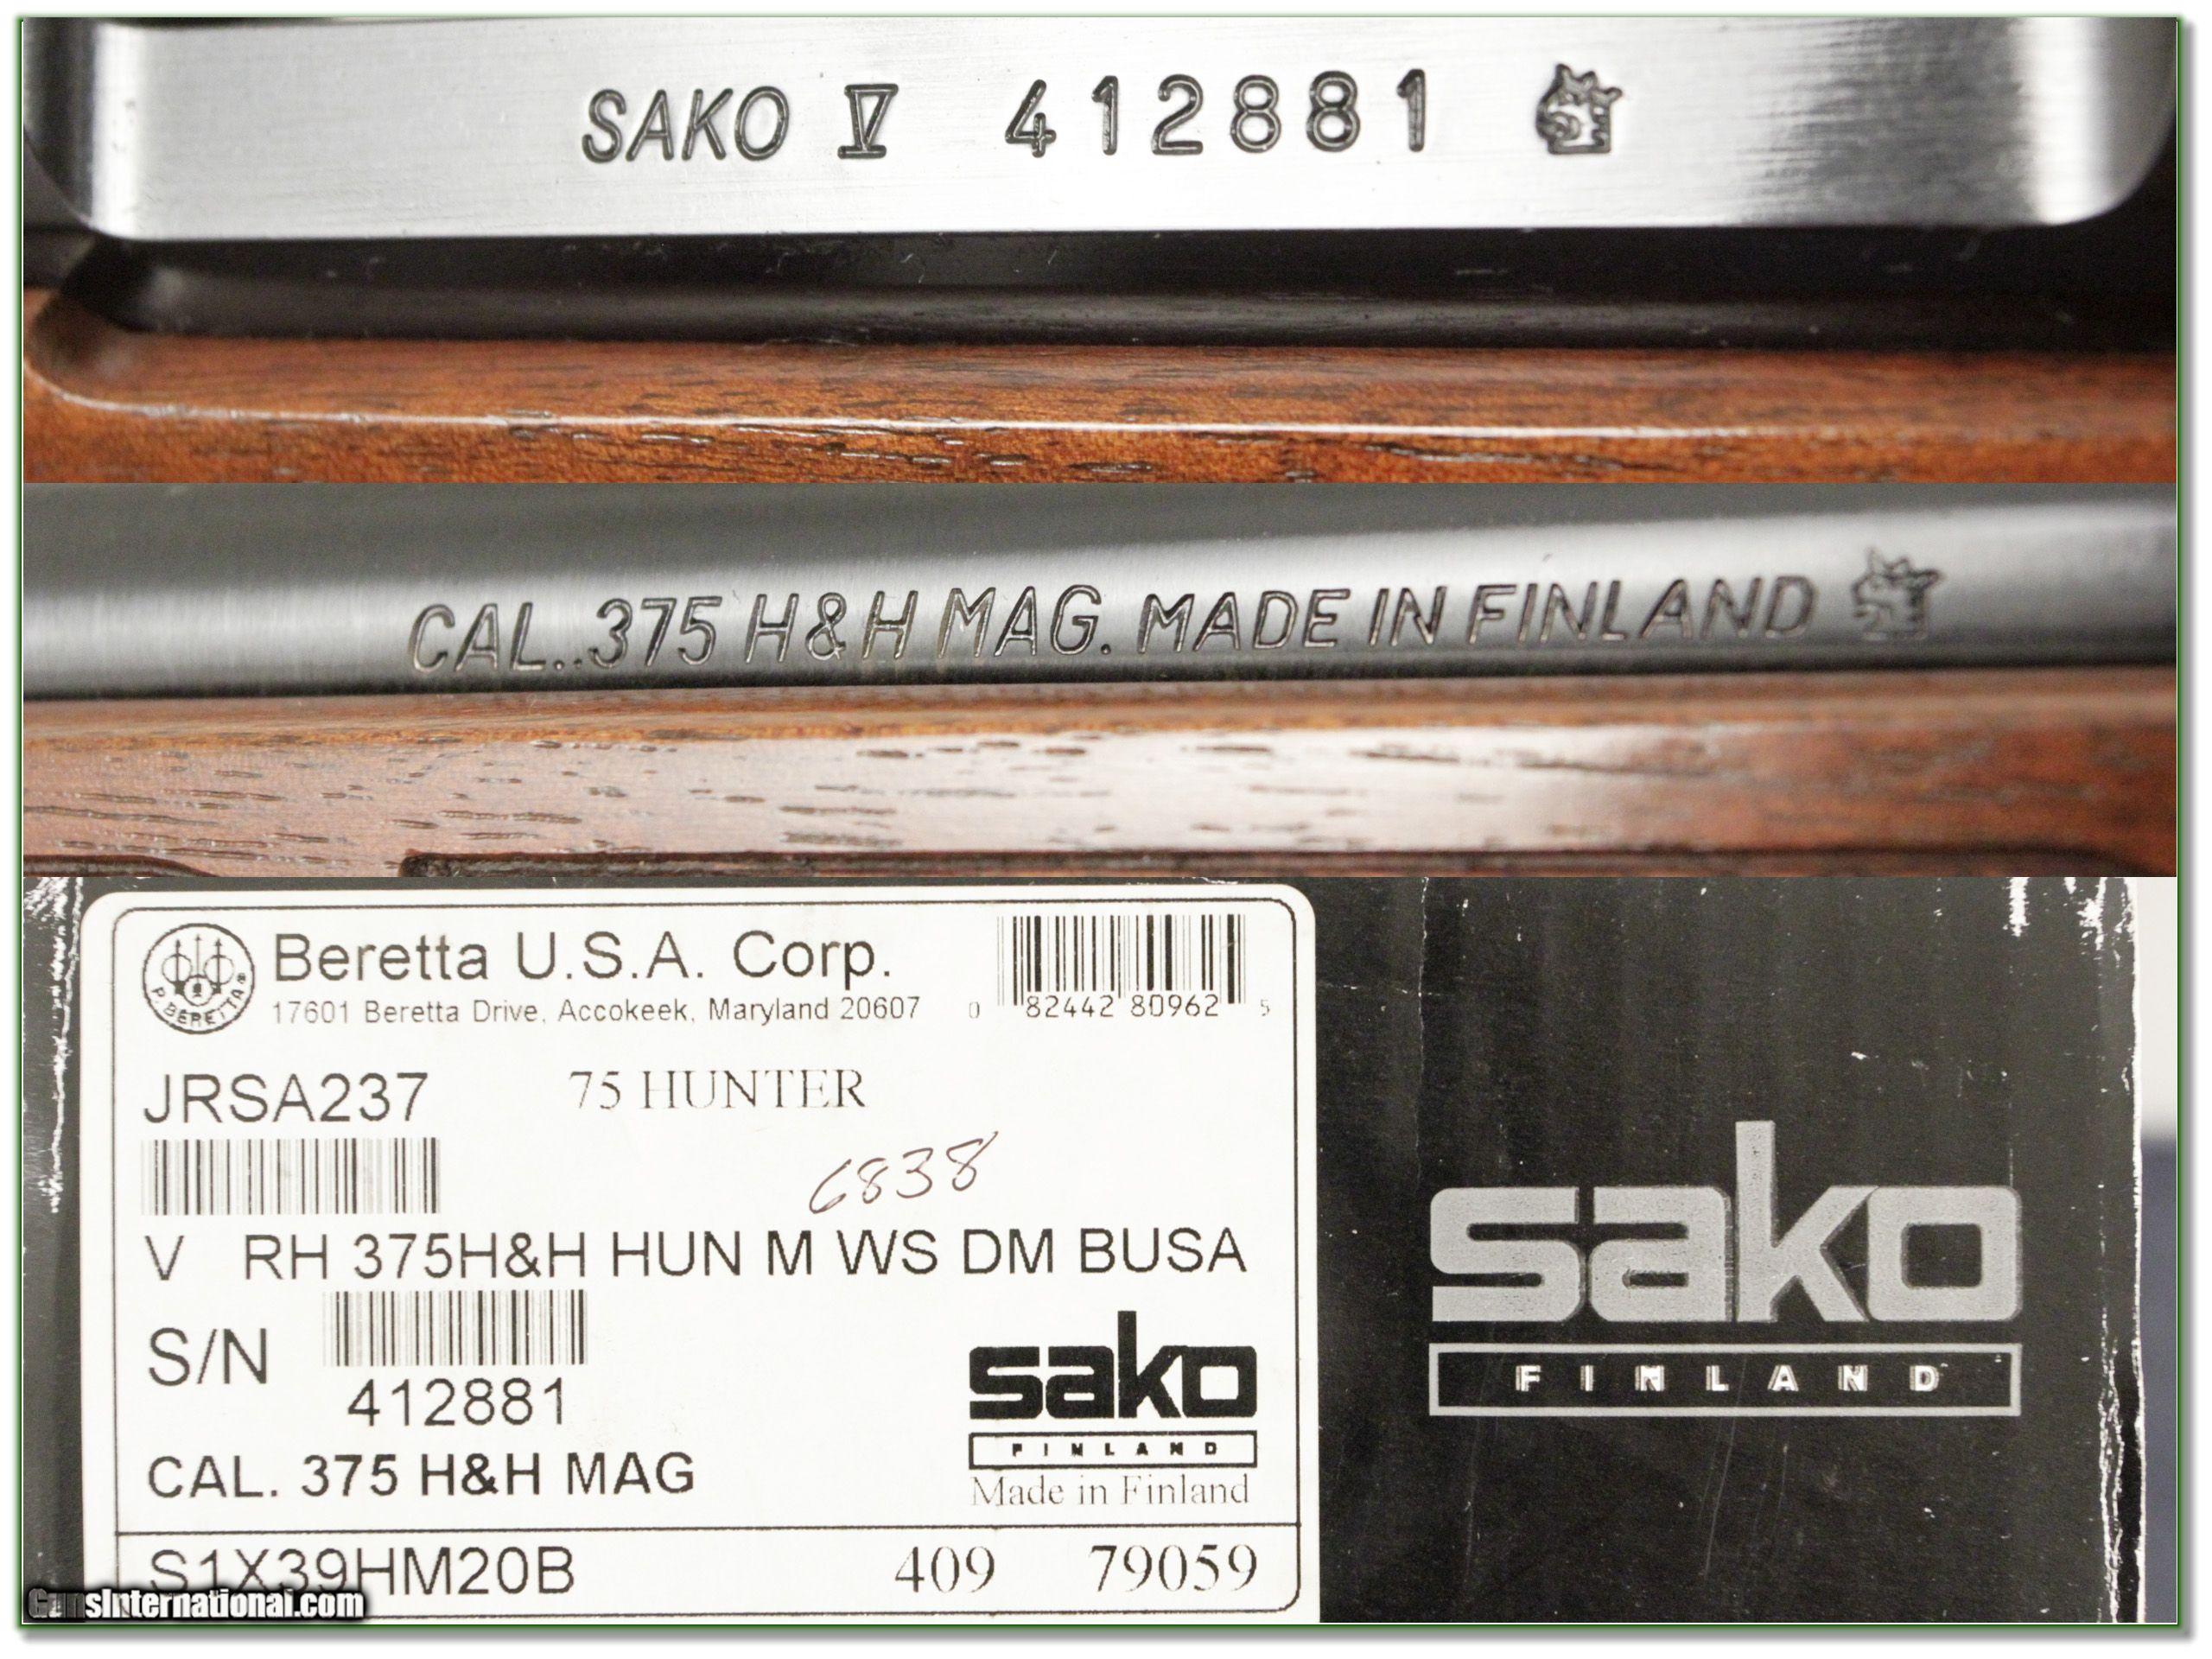 SAKO V 412881
CAL..375 H&H MAG. MADE IN FINLAND
P. BERETTA
Beretta U.S.A. Corp.
17601 Beretta Drive, Accokeek, Maryland 20607
0 82442 80962 5
JRSA237 75 HUNTER
6838
V RH 375H&H HUN M WS DM BUSA
S/N
412881
CAL. 375 H&H MAG
sako
FINLAND
Made in Finland
S1X39HM20B 409 79059
sako
FINLAND
GunsInternational.com